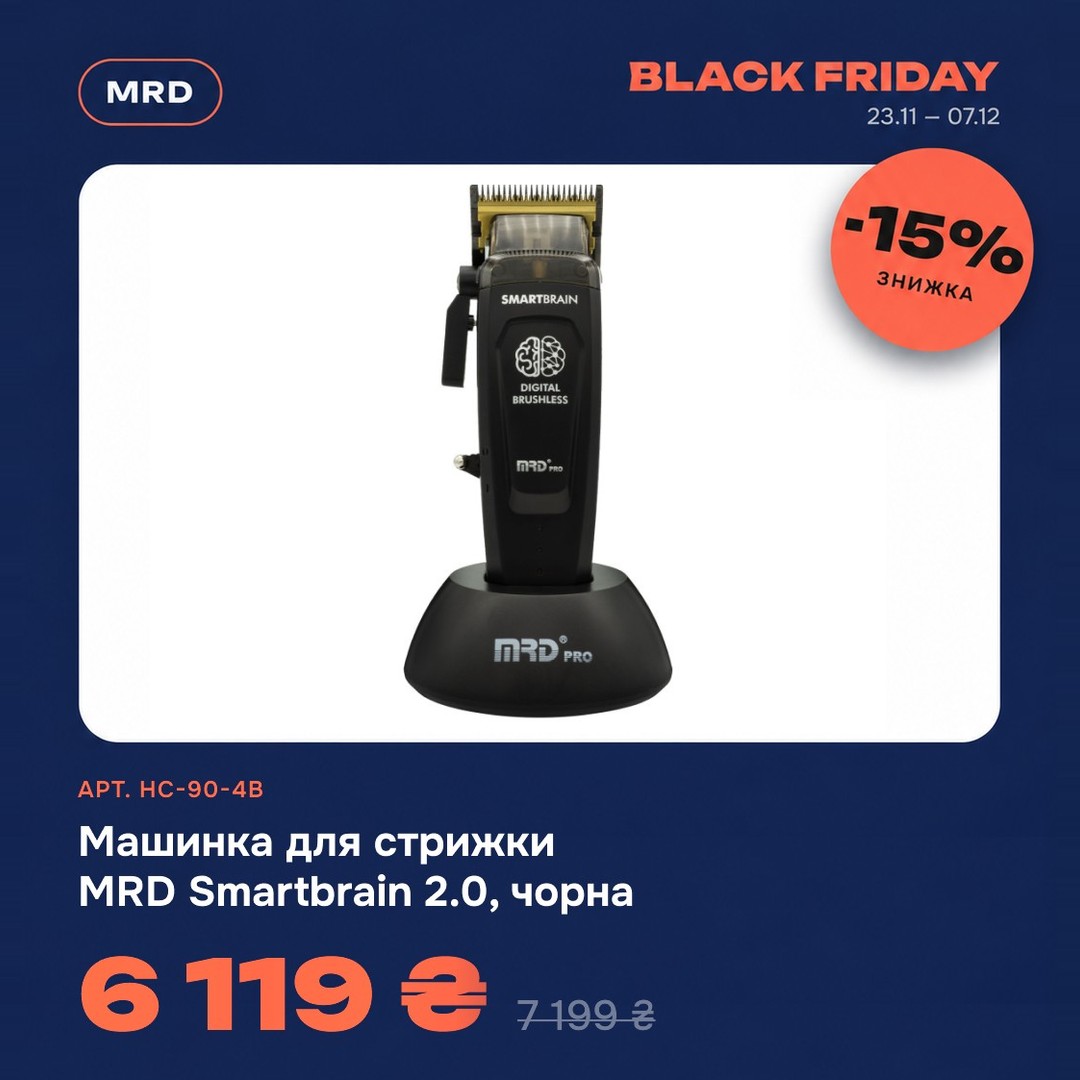 MRD
BLACK FRIDAY
23.11 – 07.12
-15%
ЗНИЖКА
SMARTBRAIN
DIGITAL
BRUSHLESS
MRD® PRO
MRD® PRO
АРТ. HC-90-4B
Машинка для стрижки
MRD Smartbrain 2.0, чорна
6 119 ₴ 7 199 ₴